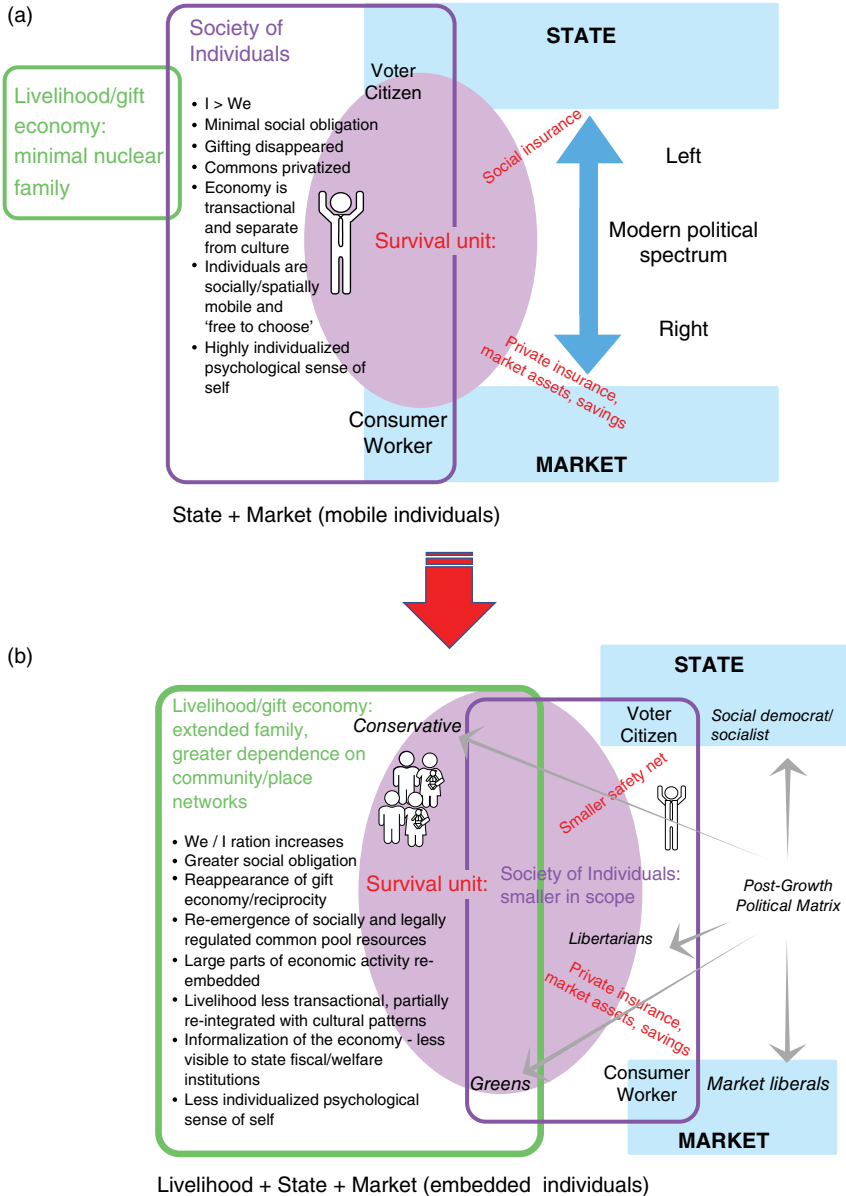 (a)
Society of
Individuals
STATE
Voter
Citizen
Livelihood/gift
economy:
minimal nuclear
family
• I > We
• Minimal social obligation
• Gifting disappeared
• Commons privatized
• Economy is
transactional
and separate
from culture
• Individuals are
socially/spatially
mobile and
‘free to choose’
• Highly individualized
psychological sense of
self
Survival unit:
Social insurance
Left
Modern political
spectrum
Right
Private insurance,
market assets, savings
Consumer
Worker
MARKET
State + Market (mobile individuals)
(b)
STATE
Livelihood/gift economy:
extended family,
greater dependence on
community/place
networks
Conservative
Voter
Citizen
Social democrat/
socialist
Smaller safety net
• We / I ration increases
• Greater social obligation
• Reappearance of gift
economy/reciprocity
• Re-emergence of socially and legally
regulated common pool resources
• Large parts of economic activity re-
embedded
• Livelihood less transactional, partially
re-integrated with cultural patterns
• Informalization of the economy - less
visible to state fiscal/welfare
institutions
• Less individualized psychological
sense of self
Survival unit:
Society of Individuals:
smaller in scope
Post-Growth
Political Matrix
Libertarians
Private insurance,
market assets, savings
Greens
Consumer
Worker
Market liberals
MARKET
Livelihood + State + Market (embedded individuals)